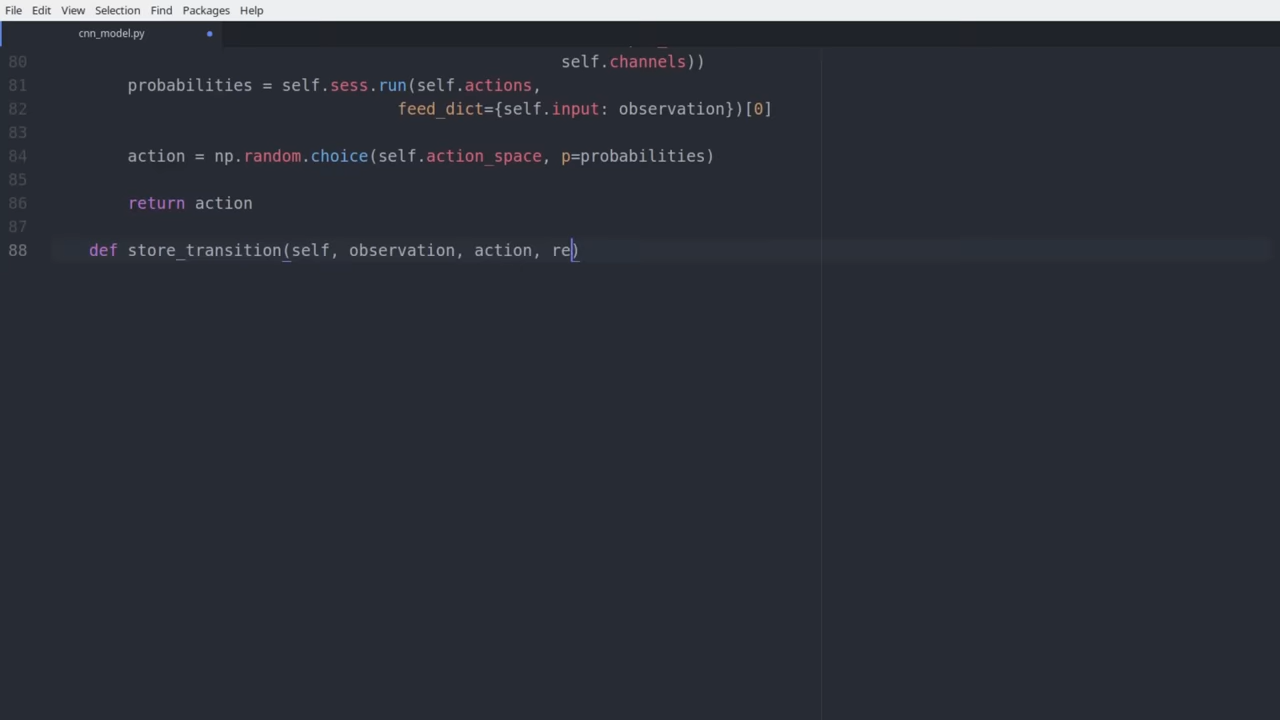 File Edit View Selection Find Packages Help
cnn_model.py
80 self.channels))
81 probabilities = self.sess.run(self.actions,
82 feed_dict={self.input: observation})[0]
83
84 action = np.random.choice(self.action_space, p=probabilities)
85
86 return action
87
88 def store_transition(self, observation, action, re)